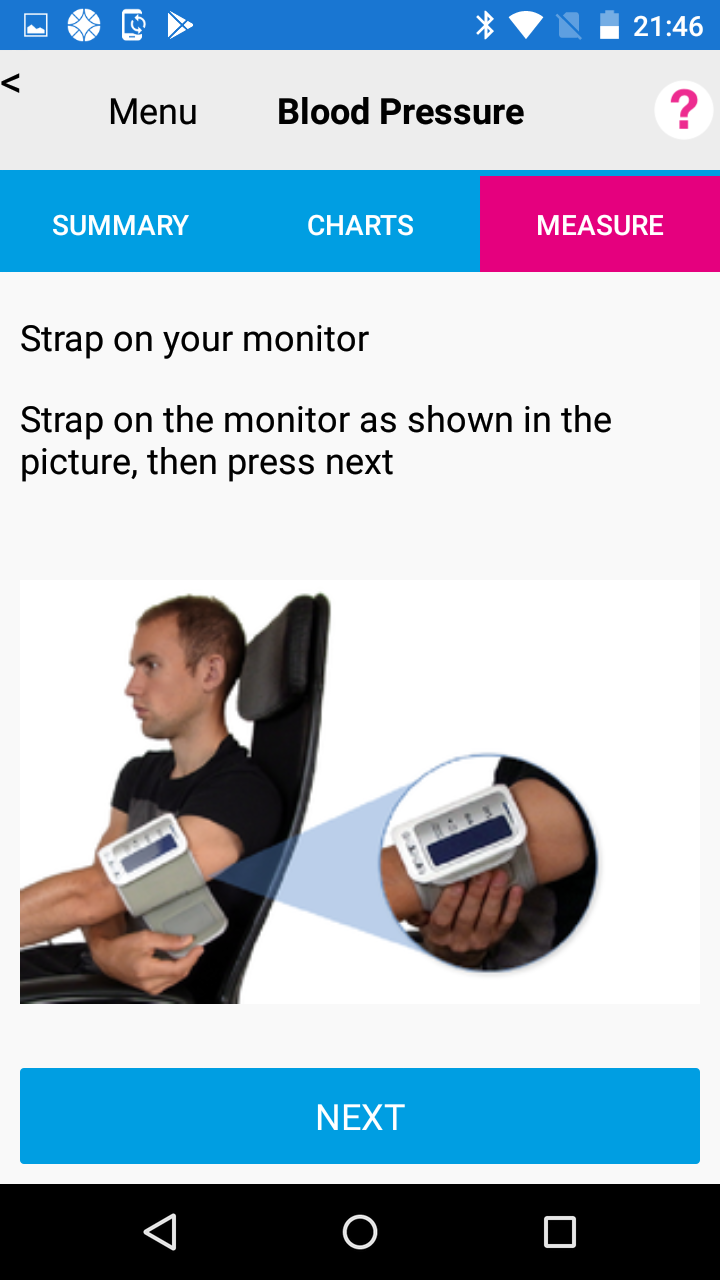 21:46
<
Menu
Blood Pressure
?
SUMMARY
CHARTS
MEASURE
Strap on your monitor
Strap on the monitor as shown in the
picture, then press next
NEXT